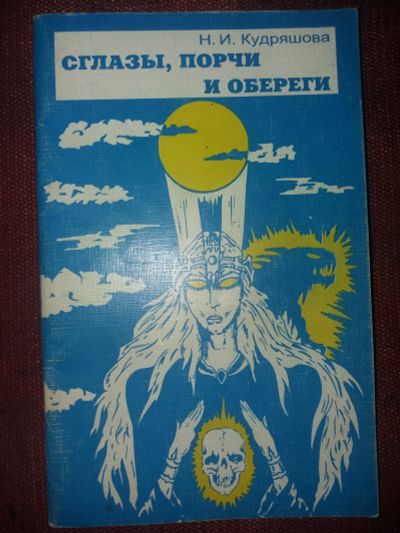 Н. И. Кудряшова
СГЛАЗЫ, ПОРЧИ
И ОБЕРЕГИ